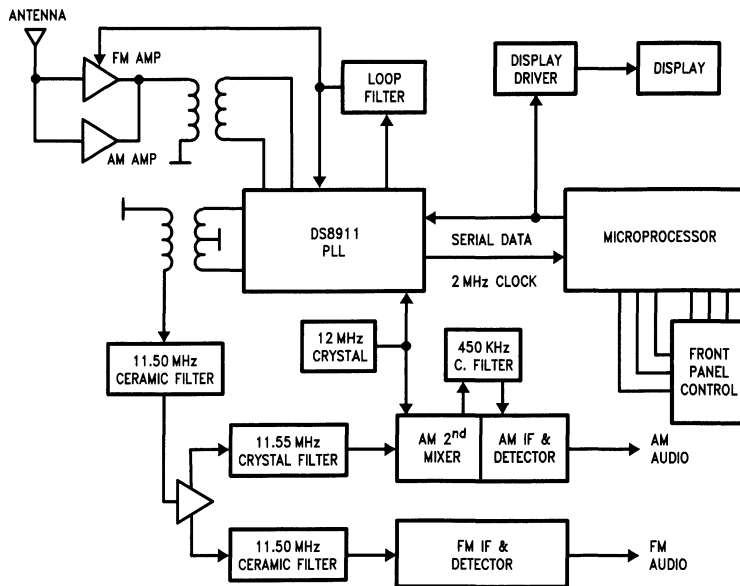 ANTENNA
FM AMP
AM AMP
LOOP
FILTER
DISPLAY
DRIVER
DISPLAY
DS8911
PLL
SERIAL DATA
2 MHz CLOCK
MICROPROCESSOR
12 MHz
CRYSTAL
450 KHz
C. FILTER
FRONT
PANEL
CONTROL
11.50 MHz
CERAMIC FILTER
11.55 MHz
CRYSTAL FILTER
AM 2nd
MIXER
AM IF &
DETECTOR
AM
AUDIO
11.50 MHz
CERAMIC FILTER
FM IF &
DETECTOR
FM
AUDIO